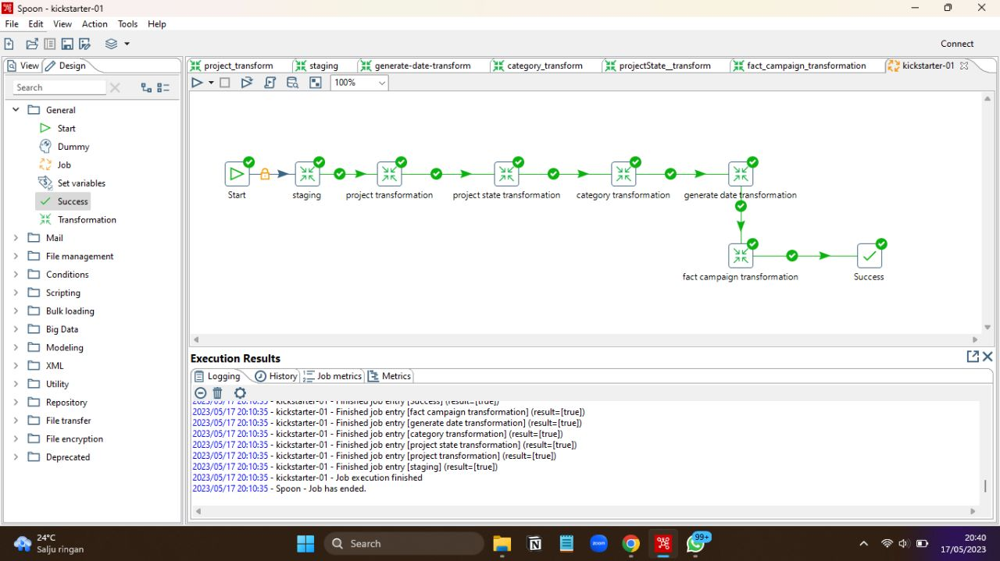 Spoon - kickstarter-01
File Edit View Action Tools Help
Connect
View Design
project_transform staging generate-date-transform category_transform projectState__transform fact_campaign_transformation kickstarter-01
Search
100%
General
Start
Dummy
Job
Set variables
Success
Transformation
Mail
File management
Conditions
Scripting
Bulk loading
Big Data
Modeling
XML
Utility
Repository
File transfer
File encryption
Deprecated
Start staging project transformation project state transformation category transformation generate date transformation
fact campaign transformation Success
Execution Results
Logging History Job metrics Metrics
2023/05/17 20:10:35 - kickstarter-01 - Finished job entry [Success] (result=[true])
2023/05/17 20:10:35 - kickstarter-01 - Finished job entry [fact campaign transformation] (result=[true])
2023/05/17 20:10:35 - kickstarter-01 - Finished job entry [generate date transformation] (result=[true])
2023/05/17 20:10:35 - kickstarter-01 - Finished job entry [category transformation] (result=[true])
2023/05/17 20:10:35 - kickstarter-01 - Finished job entry [project state transformation] (result=[true])
2023/05/17 20:10:35 - kickstarter-01 - Finished job entry [project transformation] (result=[true])
2023/05/17 20:10:35 - kickstarter-01 - Finished job entry [staging] (result=[true])
2023/05/17 20:10:35 - kickstarter-01 - Job execution finished
2023/05/17 20:10:35 - Spoon - Job has ended.
24°C
Salju ringan
Search
zoom
99+
20:40
17/05/2023